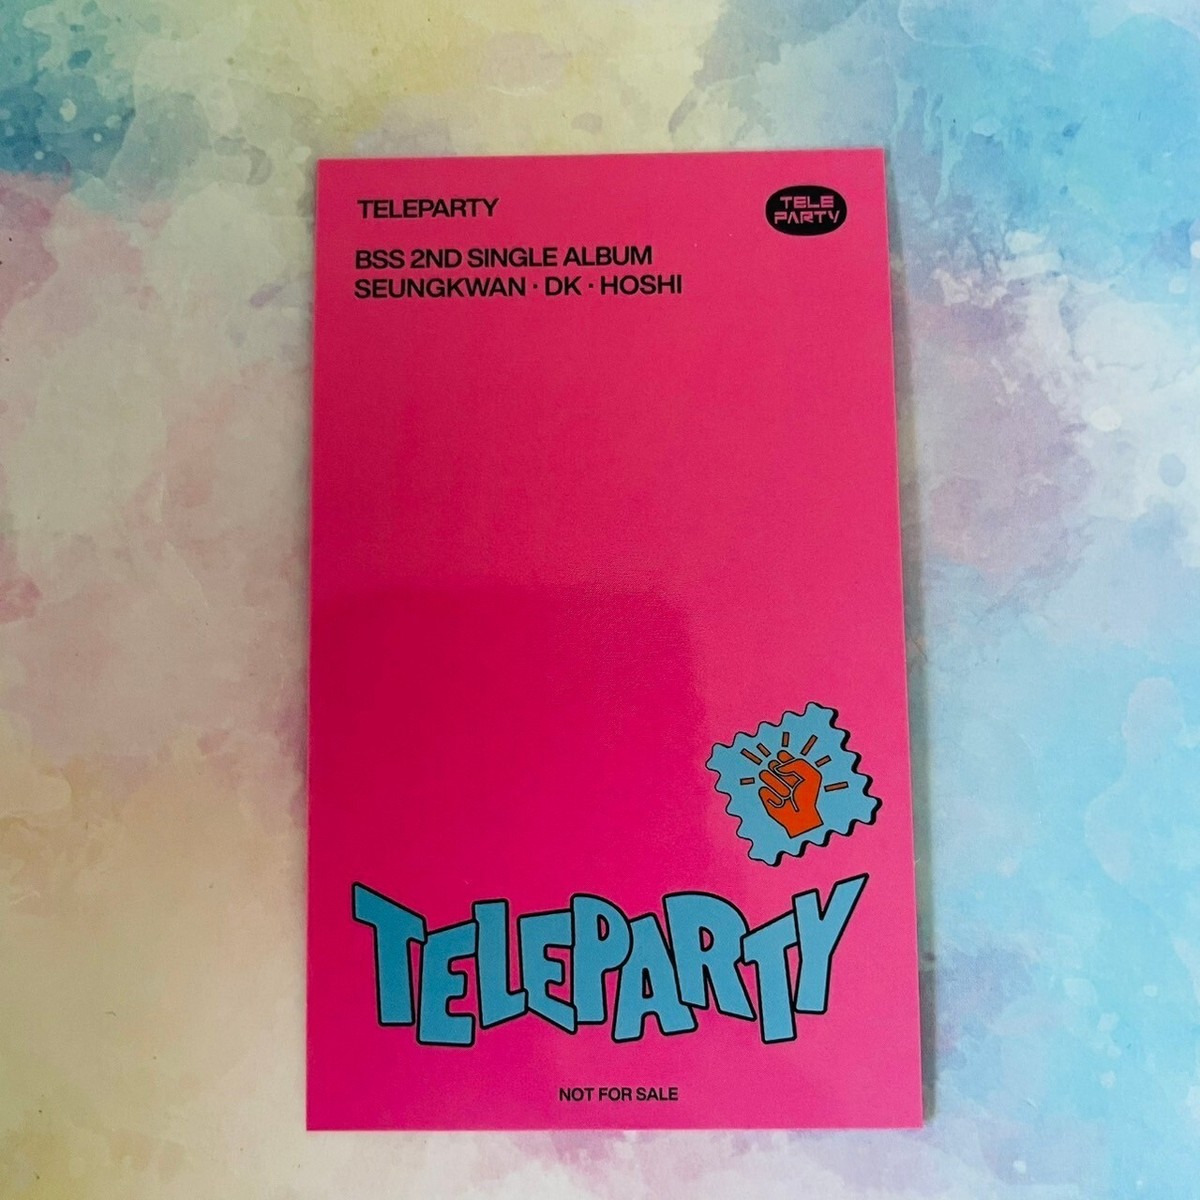 TELEPARTY
TELE
PARTY
BSS 2ND SINGLE ALBUM
SEUNGKWAN · DK · HOSHI
TELEPARTY
NOT FOR SALE